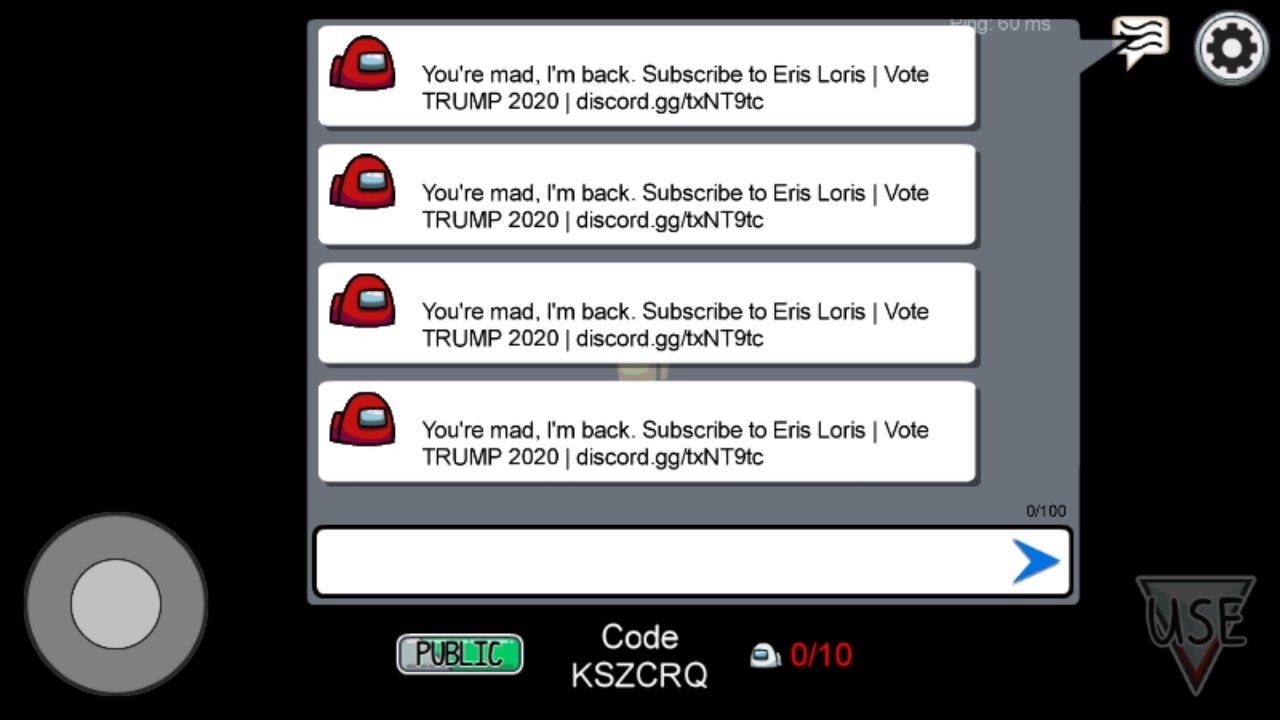 Ping: 60 ms
You're mad, I'm back. Subscribe to Eris Loris | Vote
TRUMP 2020 | discord.gg/txNT9tc
You're mad, I'm back. Subscribe to Eris Loris | Vote
TRUMP 2020 | discord.gg/txNT9tc
You're mad, I'm back. Subscribe to Eris Loris | Vote
TRUMP 2020 | discord.gg/txNT9tc
You're mad, I'm back. Subscribe to Eris Loris | Vote
TRUMP 2020 | discord.gg/txNT9tc
0/100
USE
PUBLIC
Code
KSZCRQ
0/10